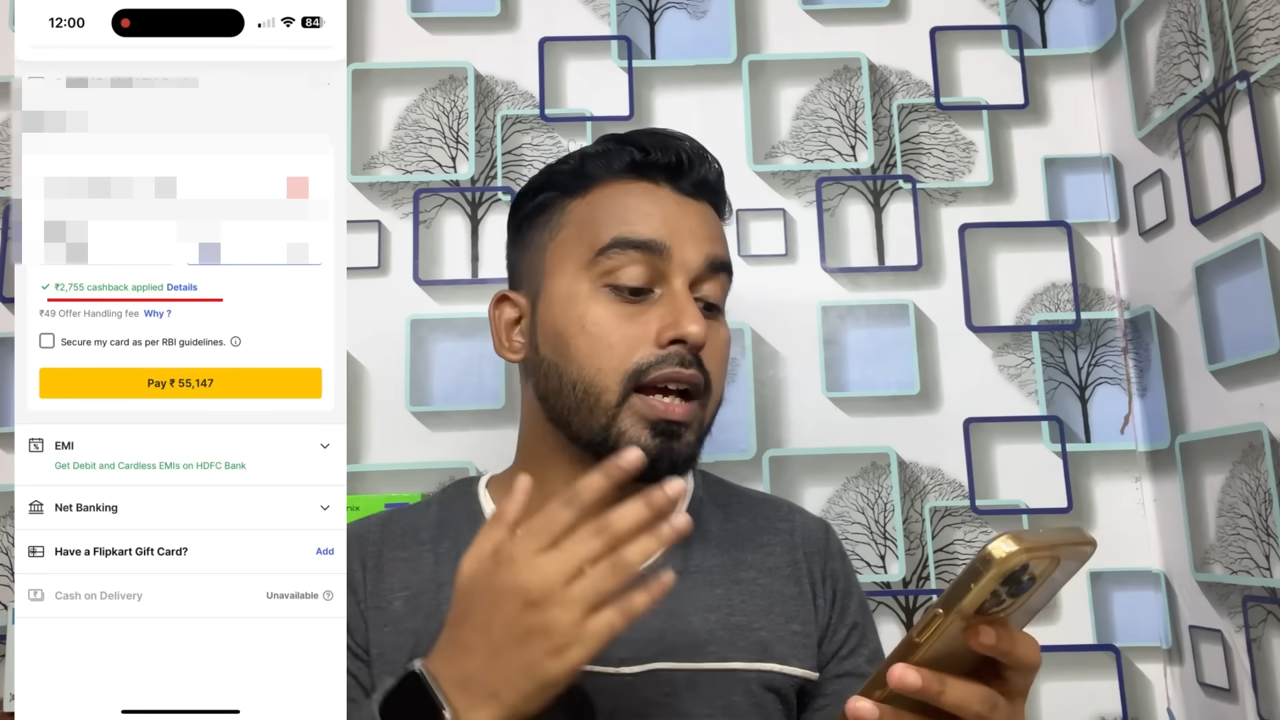 12:00
84
₹2,755 cashback applied Details
₹49 Offer Handling fee Why ?
Secure my card as per RBI guidelines.
Pay ₹ 55,147
EMI
Get Debit and Cardless EMIs on HDFC Bank
Net Banking
Have a Flipkart Gift Card? Add
Cash on Delivery Unavailable
nix